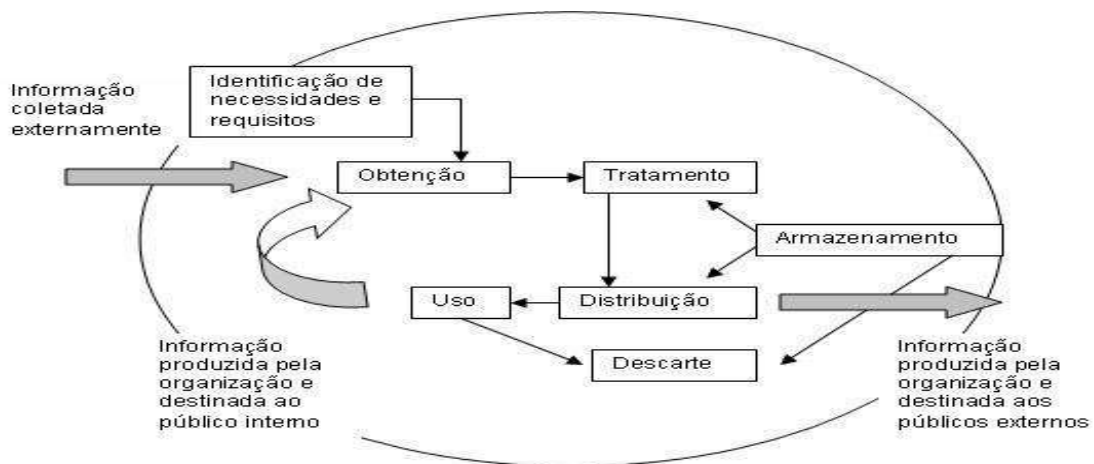 Informação
coletada
externamente
Identificação de
necessidades e
requisitos
Obtenção
Tratamento
Armazenamento
Uso
Distribuição
Descarte
Informação
produzida pela
organização e
destinada ao
público interno
Informação
produzida pela
organização e
destinada aos
públicos externos